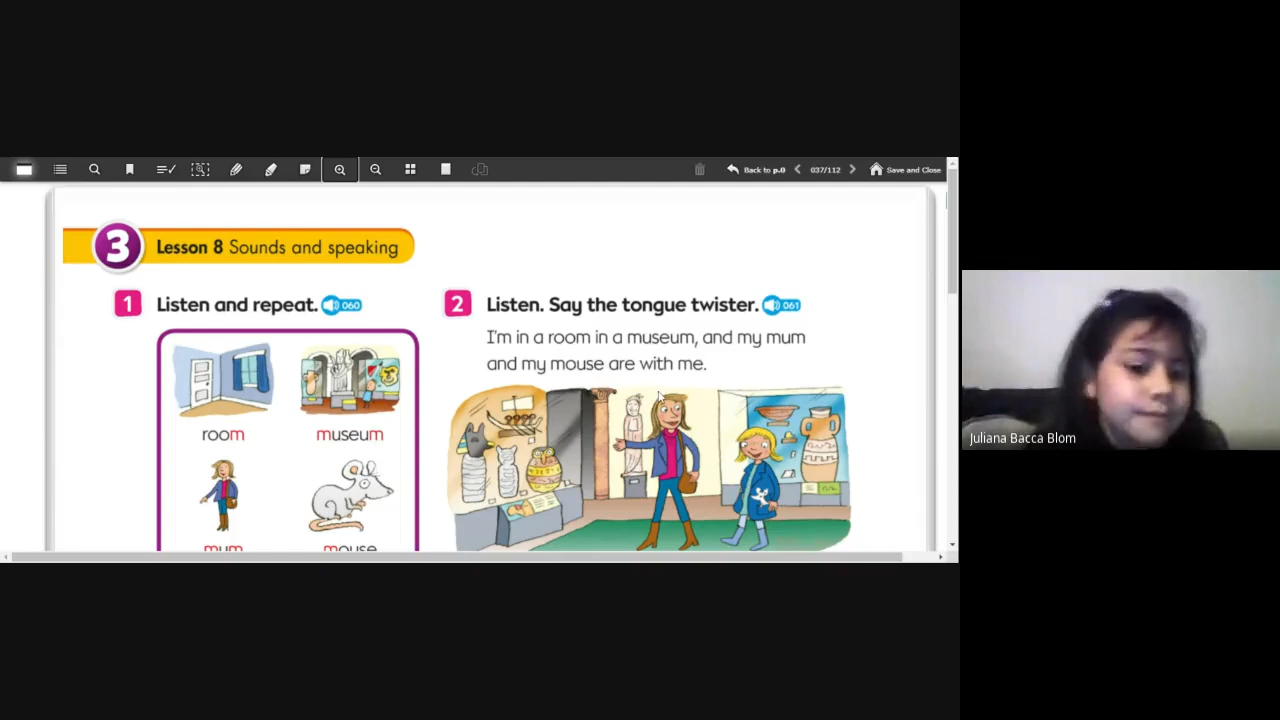 Back to p.0
037/112
Save and Close
3
Lesson 8 Sounds and speaking
1 Listen and repeat. 060
room
museum
mum
mouse
2 Listen. Say the tongue twister. 061
I'm in a room in a museum, and my mum
and my mouse are with me.
Juliana Bacca Blom